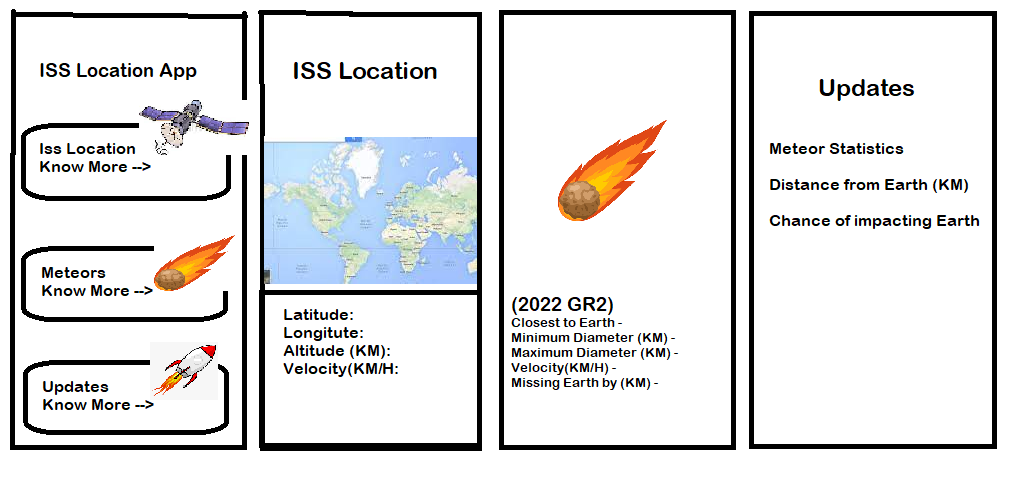 ISS Location App
Iss Location
Know More -->
Meteors
Know More -->
Updates
Know More -->
ISS Location
Latitude:
Longitute:
Altitude (KM):
Velocity(KM/H:
(2022 GR2)
Closest to Earth -
Minimum Diameter (KM) -
Maximum Diameter (KM) -
Velocity(KM/H) -
Missing Earth by (KM) -
Updates
Meteor Statistics
Distance from Earth (KM)
Chance of impacting Earth